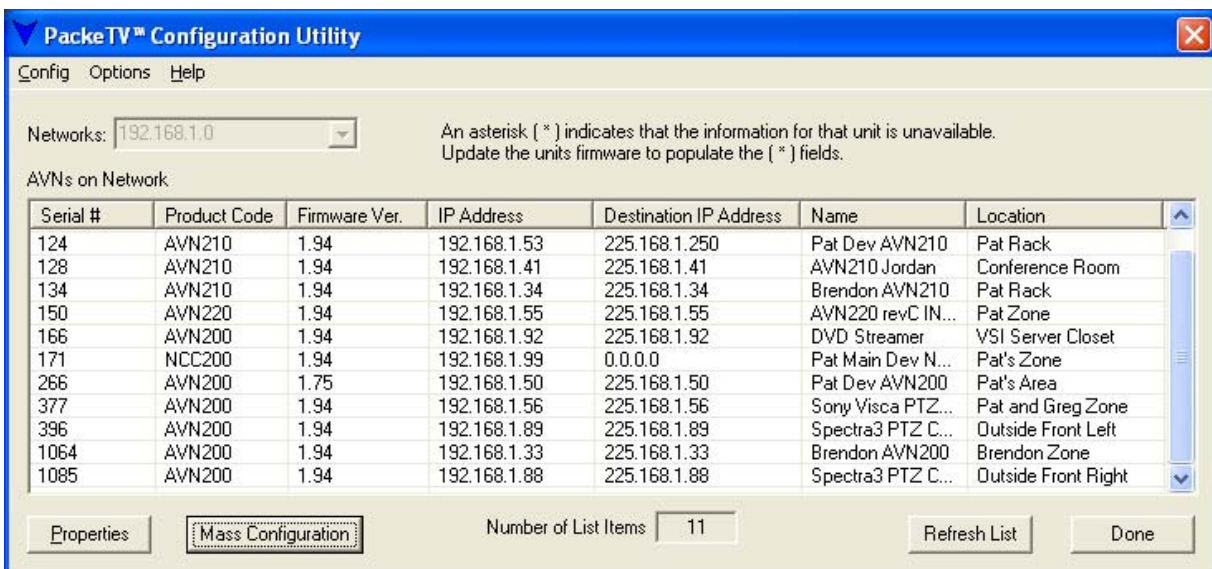 PackeTV™ Configuration Utility
Config Options Help
Networks: 192.168.1.0
An asterisk ( * ) indicates that the information for that unit is unavailable.
Update the units firmware to populate the ( * ) fields.
AVNs on Network
Serial # Product Code Firmware Ver. IP Address Destination IP Address Name Location
124 AVN210 1.94 192.168.1.53 225.168.1.250 Pat Dev AVN210 Pat Rack
128 AVN210 1.94 192.168.1.41 225.168.1.41 AVN210 Jordan Conference Room
134 AVN210 1.94 192.168.1.34 225.168.1.34 Brendon AVN210 Pat Rack
150 AVN220 1.94 192.168.1.55 225.168.1.55 AVN220 revC IN... Pat Zone
166 AVN200 1.94 192.168.1.92 225.168.1.92 DVD Streamer VSI Server Closet
171 NCC200 1.94 192.168.1.99 0.0.0.0 Pat Main Dev N... Pat's Zone
266 AVN200 1.75 192.168.1.50 225.168.1.50 Pat Dev AVN200 Pat's Area
377 AVN200 1.94 192.168.1.56 225.168.1.56 Sony Visca PTZ... Pat and Greg Zone
396 AVN200 1.94 192.168.1.89 225.168.1.89 Spectra3 PTZ C... Outside Front Left
1064 AVN200 1.94 192.168.1.33 225.168.1.33 Brendon AVN200 Brendon Zone
1085 AVN200 1.94 192.168.1.88 225.168.1.88 Spectra3 PTZ C... Outside Front Right
Properties Mass Configuration Number of List Items 11 Refresh List Done